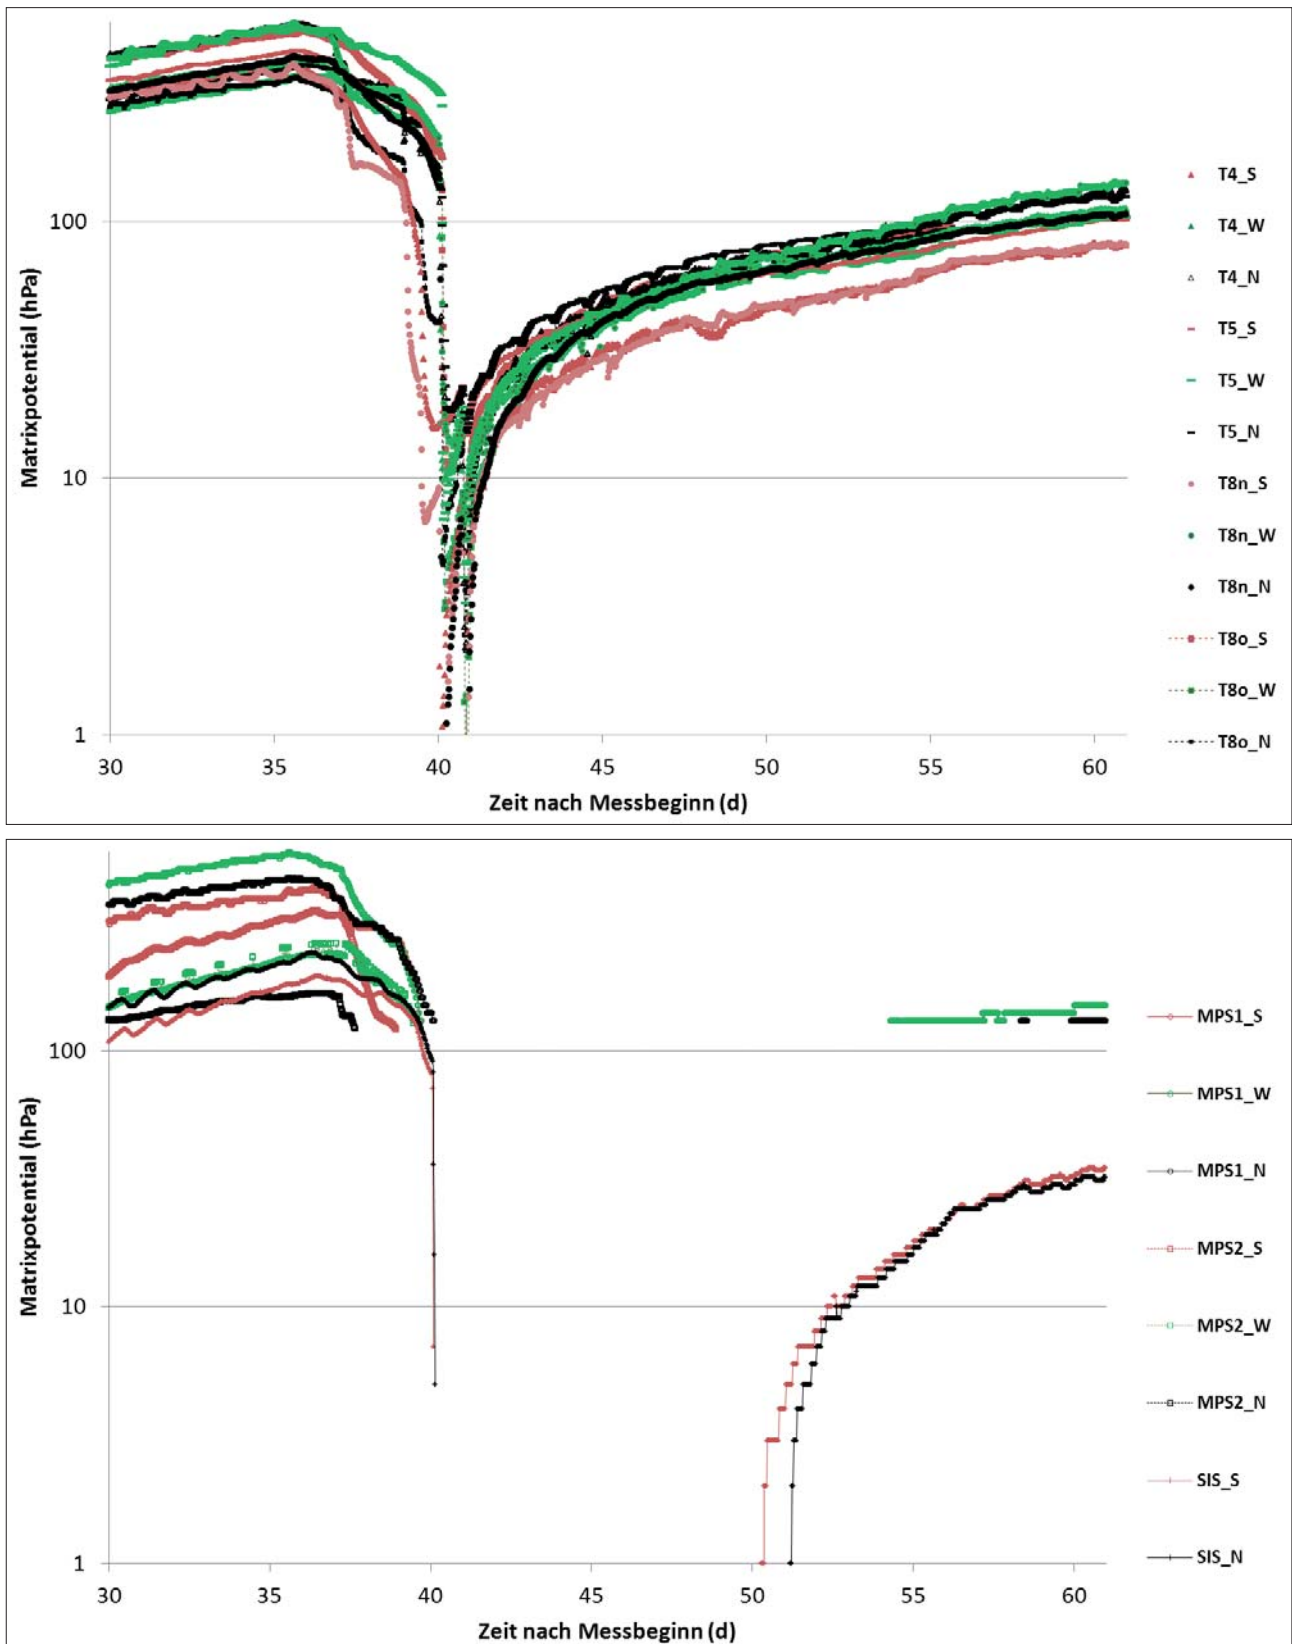 Matrixpotential (hPa)
100
10
1
30
35
40
45
50
55
60
Zeit nach Messbeginn (d)
T4_S
T4_W
T4_N
T5_S
T5_W
T5_N
T8n_S
T8n_W
T8n_N
T8o_S
T8o_W
T8o_N
Matrixpotential (hPa)
100
10
1
30
35
40
45
50
55
60
Zeit nach Messbeginn (d)
MPS1_S
MPS1_W
MPS1_N
MPS2_S
MPS2_W
MPS2_N
SIS_S
SIS_N